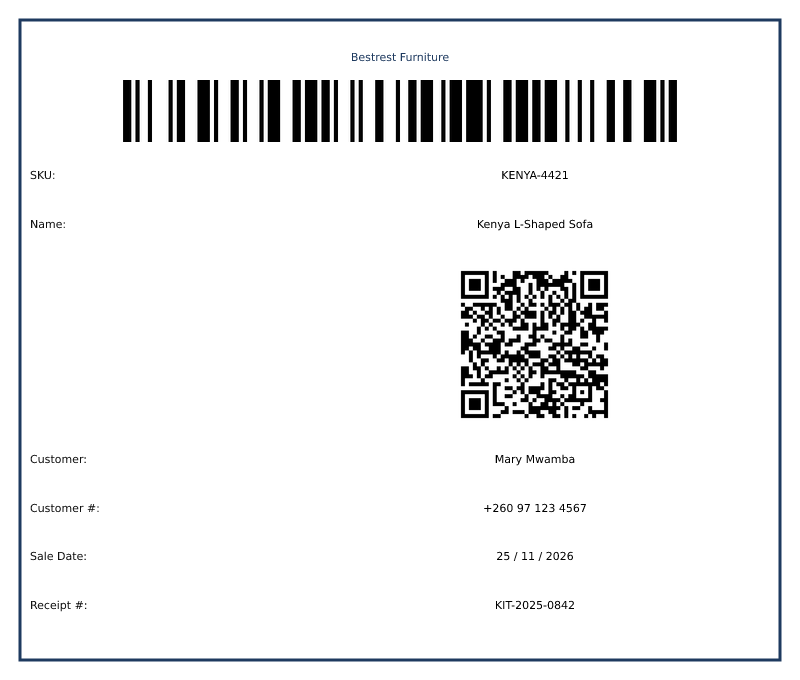 Bestrest Furniture
SKU: KENYA-4421
Name: Kenya L-Shaped Sofa
Customer: Mary Mwamba
Customer #: +260 97 123 4567
Sale Date: 25 / 11 / 2026
Receipt #: KIT-2025-0842